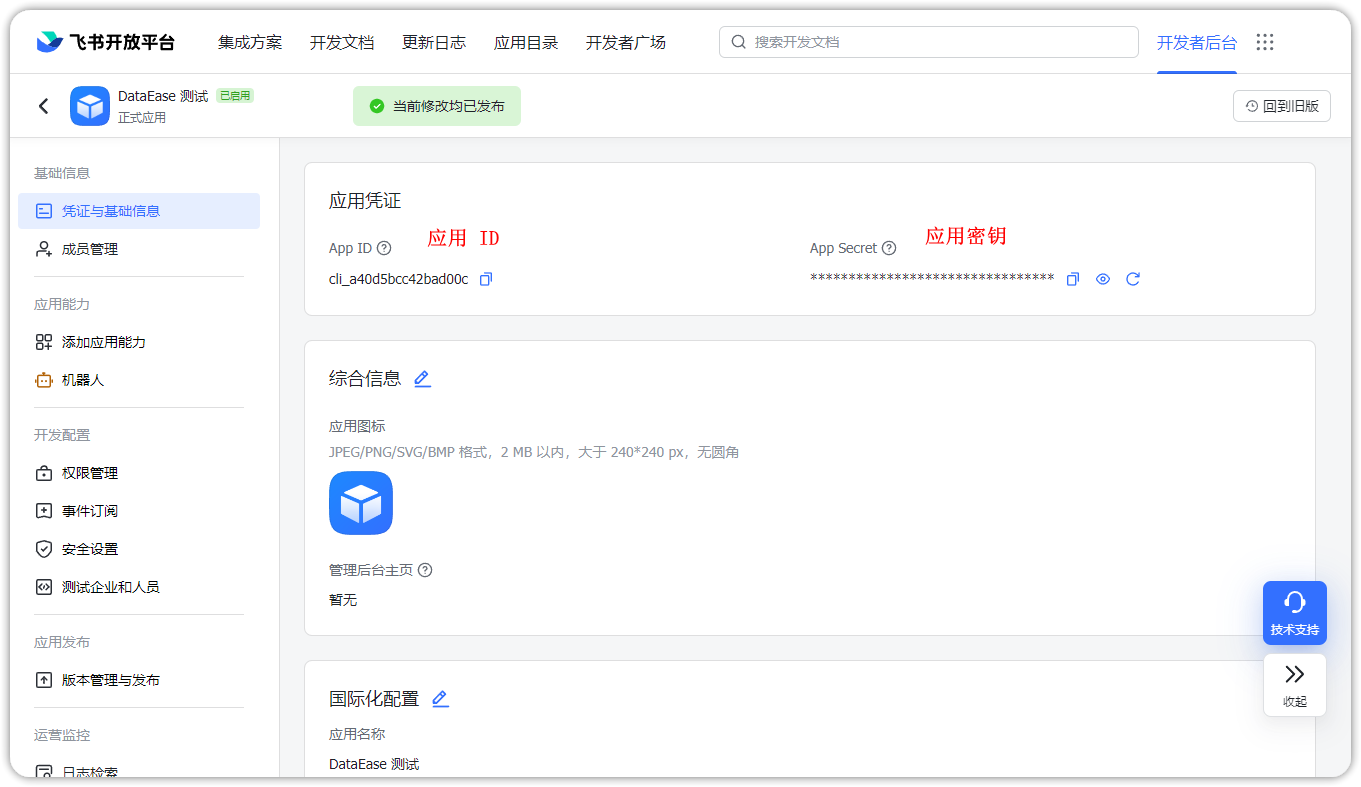 飞书开放平台 集成方案 开发文档 更新日志 应用目录 开发者广场 搜索开发文档 开发者后台
DataEase 测试 已启用
正式应用
当前修改均已发布
回到旧版
基础信息
凭证与基础信息
成员管理
应用能力
添加应用能力
机器人
开发配置
权限管理
事件订阅
安全设置
测试企业和人员
应用发布
版本管理与发布
运营监控
日志检索
应用凭证
App ID 应用 ID
cli_a40d5bcc42bad00c
App Secret 应用密钥
********************************
综合信息
应用图标
JPEG/PNG/SVG/BMP 格式，2 MB 以内，大于 240*240 px，无圆角
管理后台主页
暂无
国际化配置
应用名称
DataEase 测试
技术支持
收起